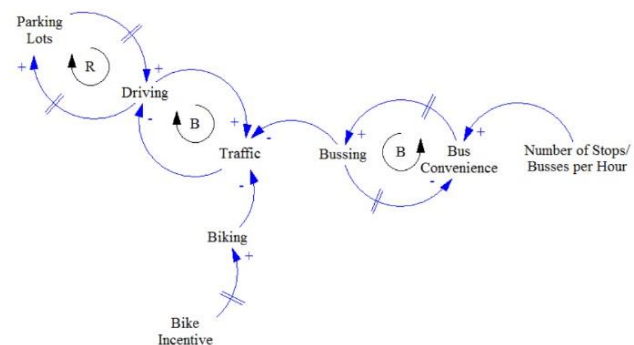 Parking
Lots
+
R
+
Driving
-
B
+
Traffic
-
-
Biking
+
Bike
Incentive
Bussing
+
B
-
Bus
Convenience
+
Number of Stops/
Busses per Hour